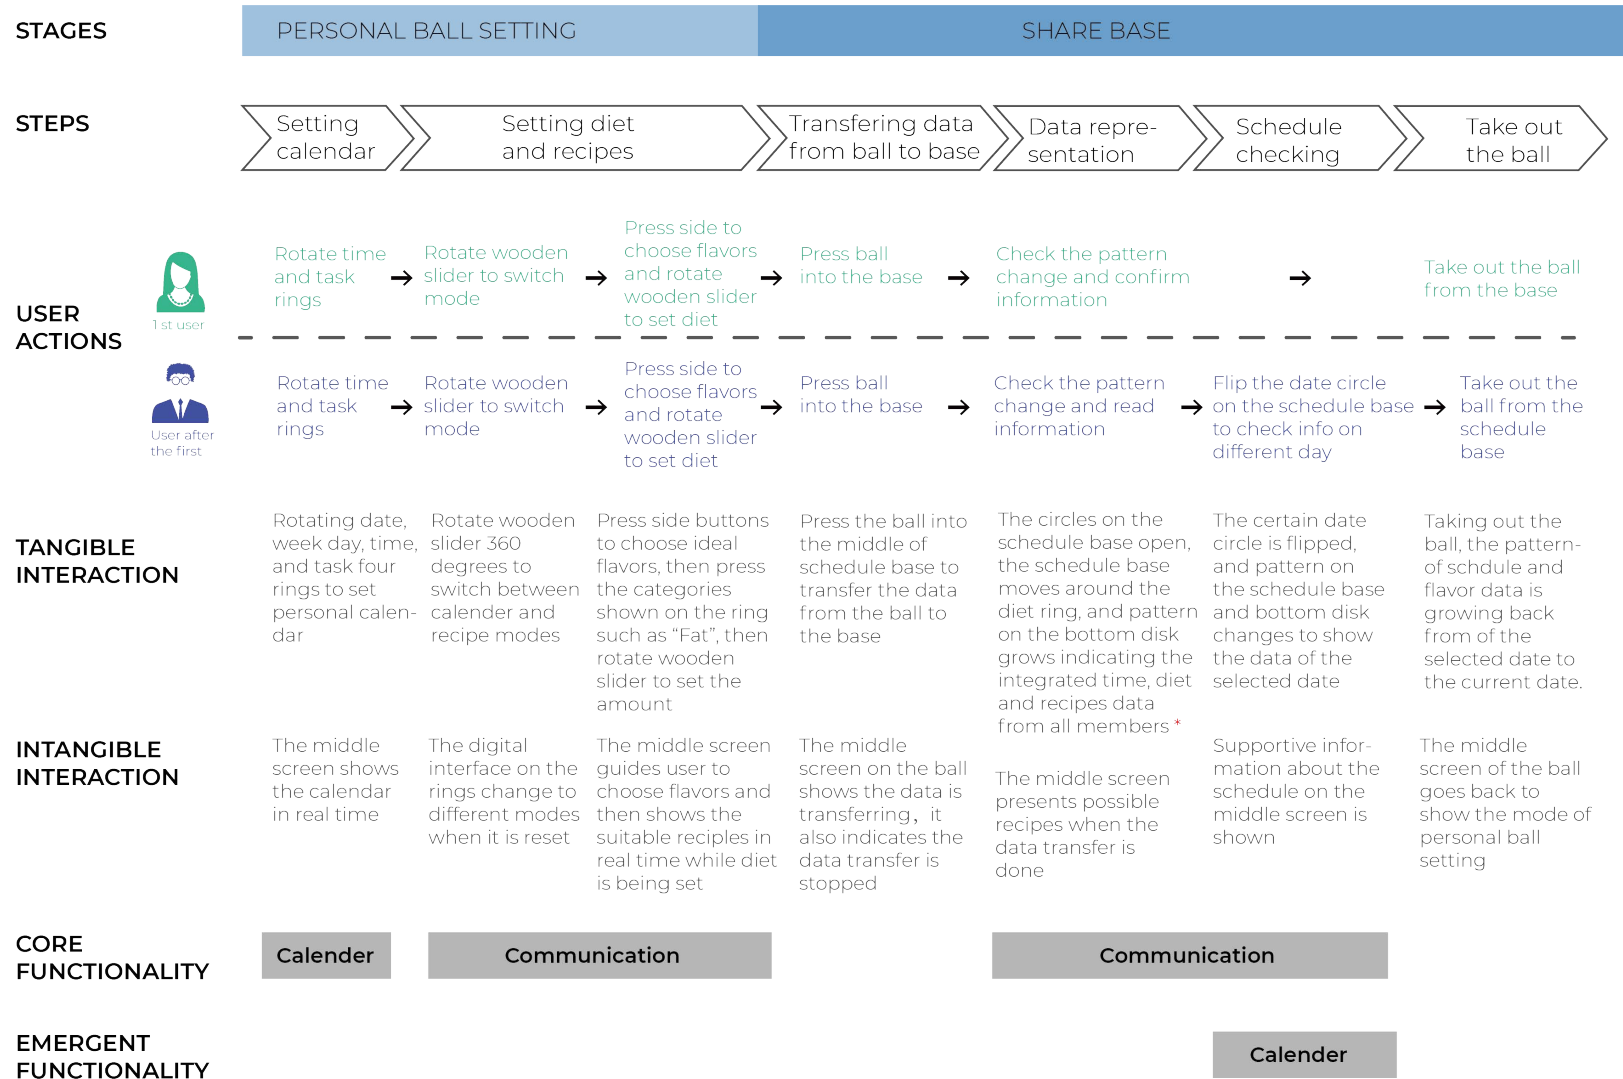 STAGES
PERSONAL BALL SETTING
SHARE BASE
STEPS
Setting
calendar
Setting diet
and recipes
Transfering data
from ball to base
Data repre-
sentation
Schedule
checking
Take out
the ball
USER
ACTIONS
1 st user
Rotate time
and task
rings
Rotate wooden
slider to switch
mode
Press side to
choose flavors
and rotate
wooden slider
to set diet
Press ball
into the base
Check the pattern
change and confirm
information
Take out the ball
from the base
User after
the first
Rotate time
and task
rings
Rotate wooden
slider to switch
mode
Press side to
choose flavors
and rotate
wooden slider
to set diet
Press ball
into the base
Check the pattern
change and read
information
Flip the date circle
on the schedule base
to check info on
different day
Take out the
ball from the
schedule
base
TANGIBLE
INTERACTION
Rotating date,
week day, time,
and task four
rings to set
personal calen-
dar
Rotate wooden
slider 360
degrees to
switch between
calender and
recipe modes
Press side buttons
to choose ideal
flavors, then press
the categories
shown on the ring
such as “Fat”, then
rotate wooden
slider to set the
amount
Press the ball into
the middle of
schedule base to
transfer the data
from the ball to
the base
The circles on the
schedule base open,
the schedule base
moves around the
diet ring, and pattern
on the bottom disk
grows indicating the
integrated time, diet
and recipes data
from all members *
The certain date
circle is flipped,
and pattern on
the schedule base
and bottom disk
changes to show
the data of the
selected date
Taking out the
ball, the pattern-
of schdule and
flavor data is
growing back
from of the
selected date to
the current date.
INTANGIBLE
INTERACTION
The middle
screen shows
the calendar
in real time
The digital
interface on the
rings change to
different modes
when it is reset
The middle screen
guides user to
choose flavors and
then shows the
suitable reciples in
real time while diet
is being set
The middle
screen on the ball
shows the data is
transferring， it
also indicates the
data transfer is
stopped
The middle screen
presents possible
recipes when the
data transfer is
done
Supportive infor-
mation about the
schedule on the
middle screen is
shown
The middle
screen of the ball
goes back to
show the mode of
personal ball
setting
CORE
FUNCTIONALITY
Calender
Communication
Communication
EMERGENT
FUNCTIONALITY
Calender